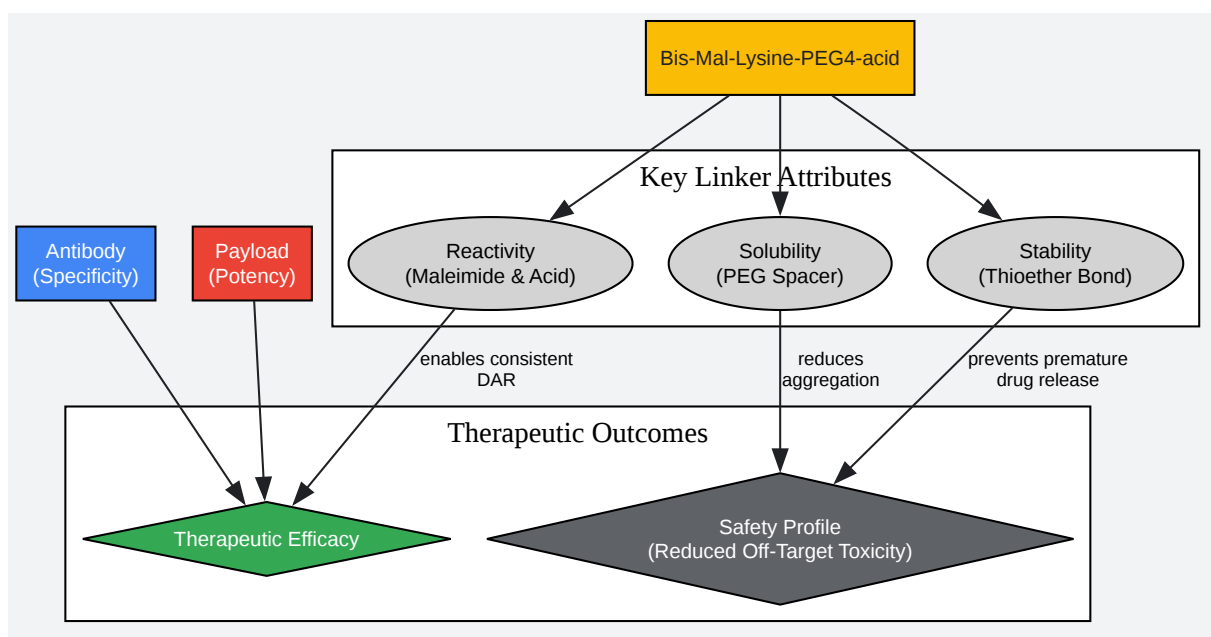 Bis-Mal-Lysine-PEG4-acid
Key Linker Attributes
Antibody
(Specificity)
Payload
(Potency)
Reactivity
(Maleimide & Acid)
Solubility
(PEG Spacer)
Stability
(Thioether Bond)
enables consistent
DAR
reduces
aggregation
prevents premature
drug release
Therapeutic Outcomes
Therapeutic Efficacy
Safety Profile
(Reduced Off-Target Toxicity)